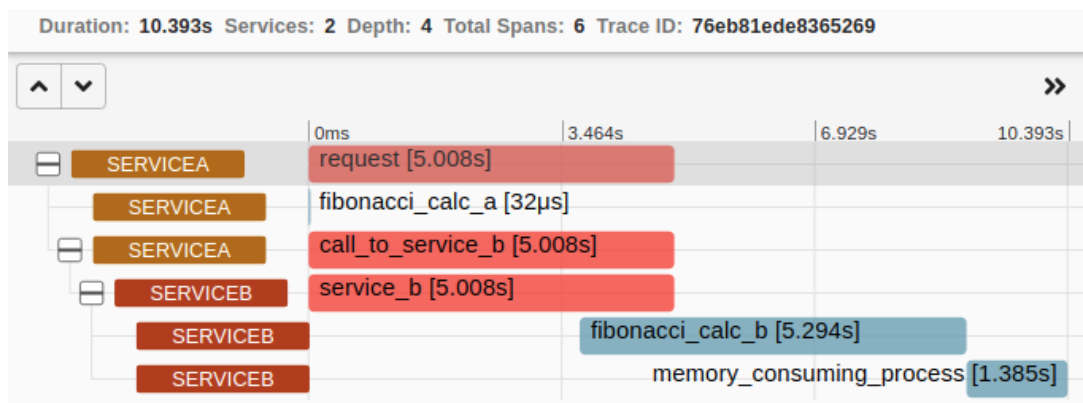 Duration: 10.393s Services: 2 Depth: 4 Total Spans: 6 Trace ID: 76eb81ede8365269
0ms 3.464s 6.929s 10.393s
SERVICEA request [5.008s]
SERVICEA fibonacci_calc_a [32μs]
SERVICEA call_to_service_b [5.008s]
SERVICEB service_b [5.008s]
SERVICEB fibonacci_calc_b [5.294s]
SERVICEB memory_consuming_process [1.385s]